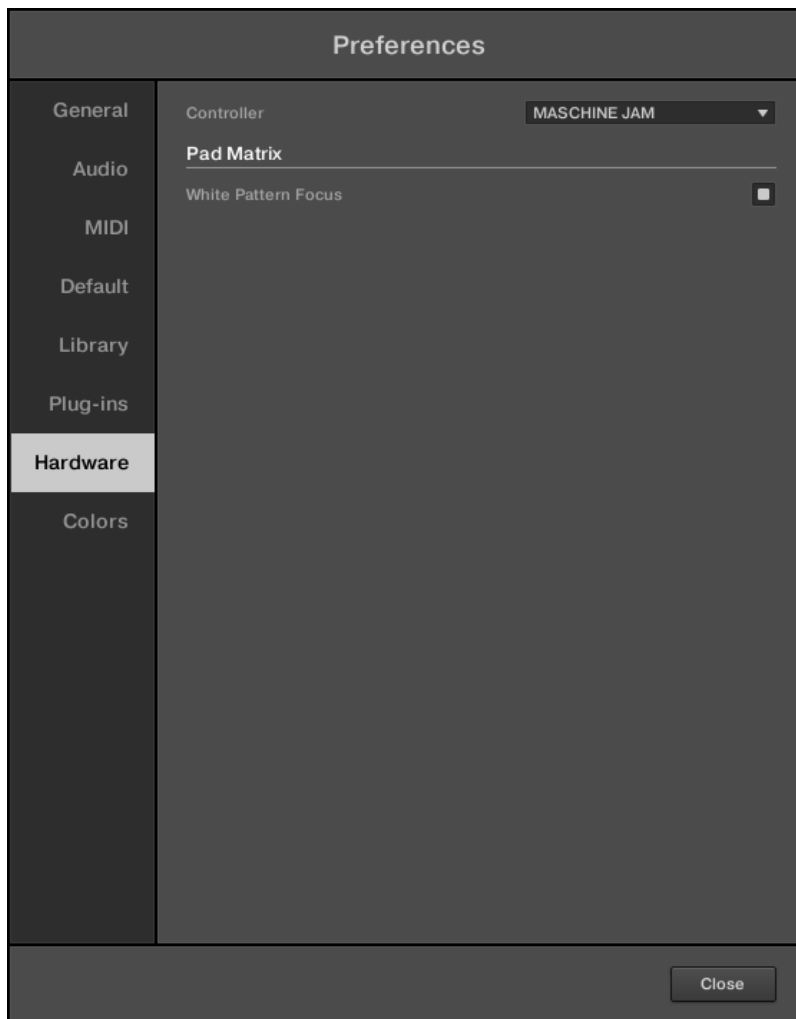 Preferences
General
Audio
MIDI
Default
Library
Plug-ins
Hardware
Colors
Controller MASCHINE JAM
Pad Matrix
White Pattern Focus
Close